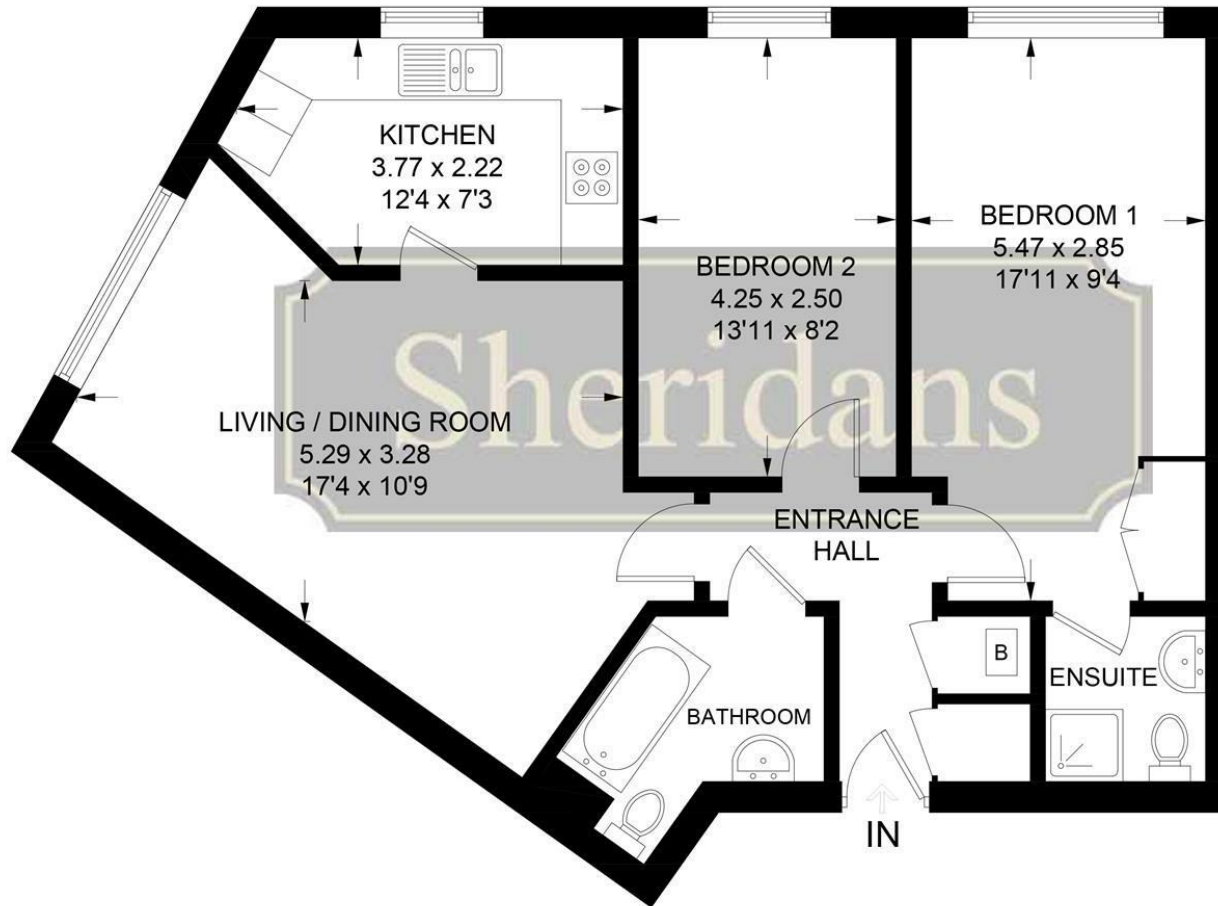 KITCHEN
3.77 x 2.22
12'4 x 7'3
BEDROOM 2
4.25 x 2.50
13'11 x 8'2
BEDROOM 1
5.47 x 2.85
17'11 x 9'4
Sheridans
LIVING / DINING ROOM
5.29 x 3.28
17'4 x 10'9
ENTRANCE
HALL
B
ENSUITE
BATHROOM
IN